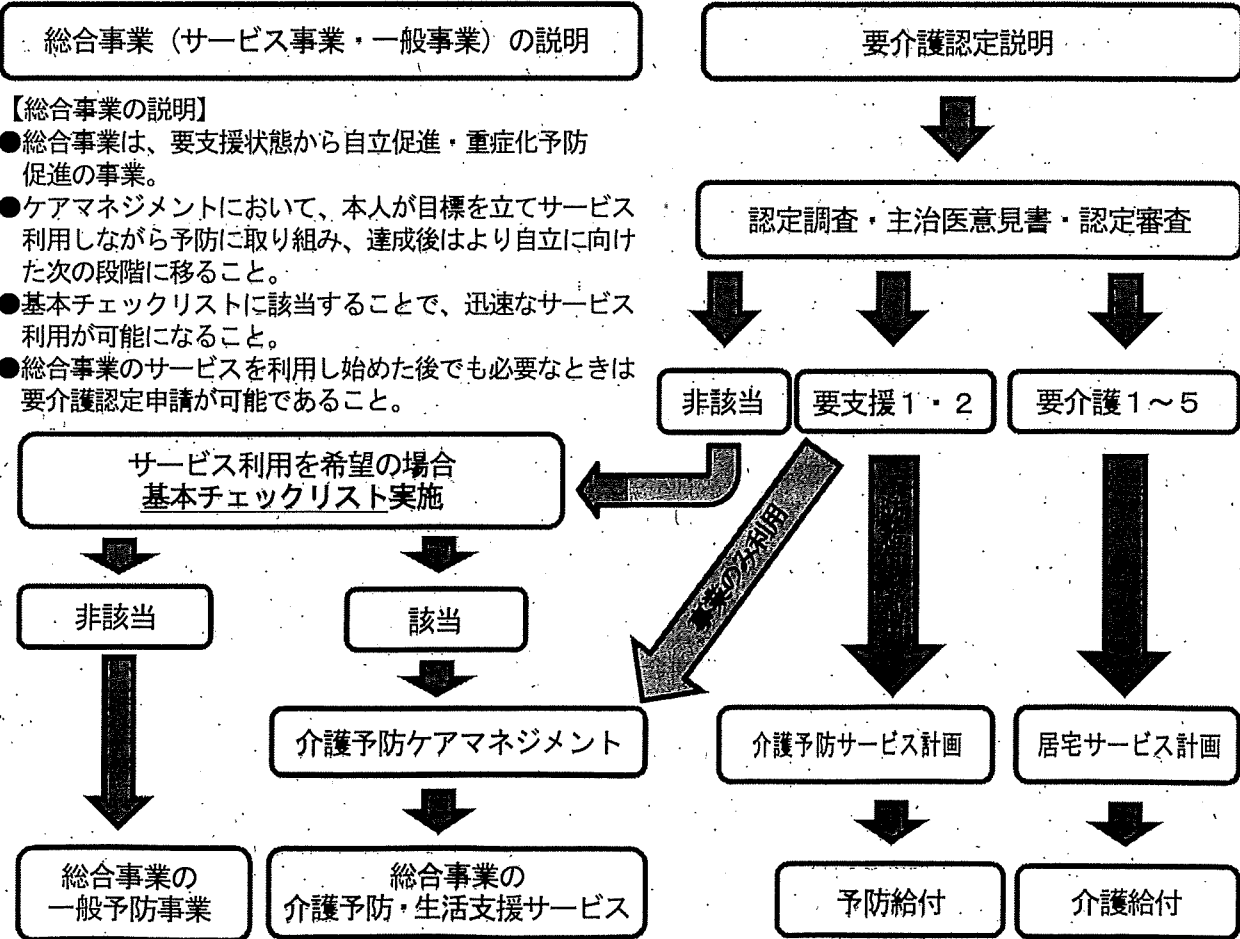 総合事業(サービス事業・一般事業)の説明
【総合事業の説明】
●総合事業は、要支援状態から自立促進・重症化予防
促進の事業。
●ケアマネジメントにおいて、本人が目標を立てサービス
利用しながら予防に取り組み、達成後はより自立に向け
た次の段階に移ること。
●基本チェックリストに該当することで、迅速なサービス
利用が可能になること。
●総合事業のサービスを利用し始めた後でも必要なときは
要介護認定申請が可能であること。
要介護認定説明
認定調査・主治医意見書・認定審査
非該当
要支援1・2
要介護1~5
サービス利用を希望の場合
基本チェックリスト実施
事業のみ利用
非該当
該当
介護予防ケアマネジメント
介護予防サービス計画
居宅サービス計画
総合事業の
一般予防事業
総合事業の
介護予防・生活支援サービス
予防給付
介護給付